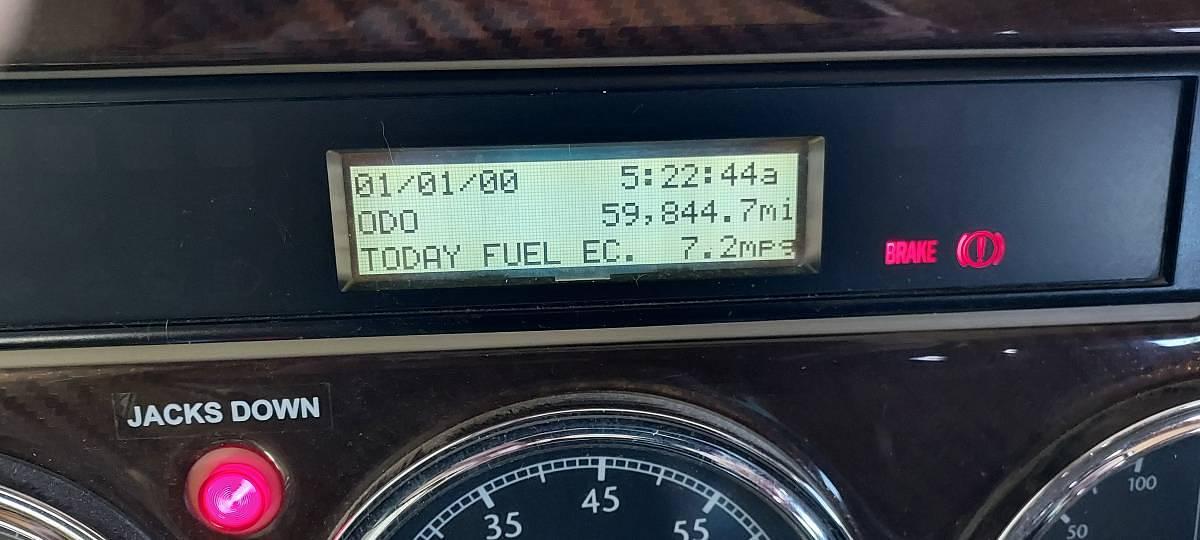 01/01/00 5:22:44a
ODO 59,844.7mi
TODAY FUEL EC. 7.2mpg
BRAKE
JACKS DOWN
35 45 55
50 100